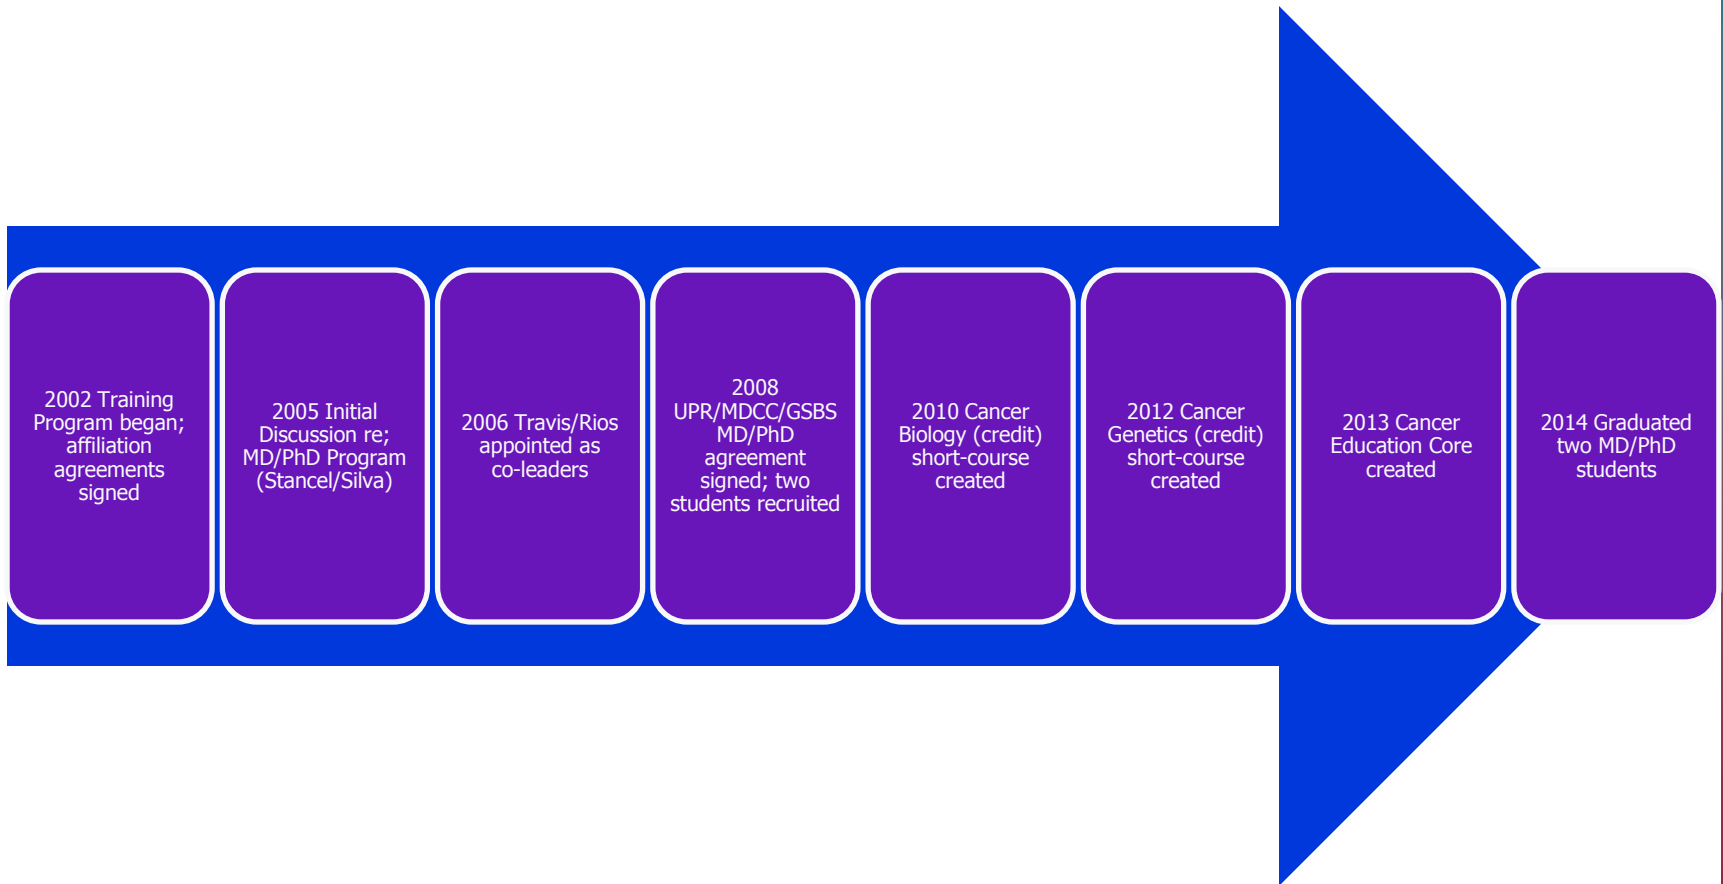 2002 Training
Program began;
affiliation
agreements
signed
2005 Initial
Discussion re;
MD/PhD Program
(Stancel/Silva)
2006 Travis/Rios
appointed as
co-leaders
2008
UPR/MDCC/GSBS
MD/PhD
agreement
signed; two
students recruited
2010 Cancer
Biology (credit)
short-course
created
2012 Cancer
Genetics (credit)
short-course
created
2013 Cancer
Education Core
created
2014 Graduated
two MD/PhD
students